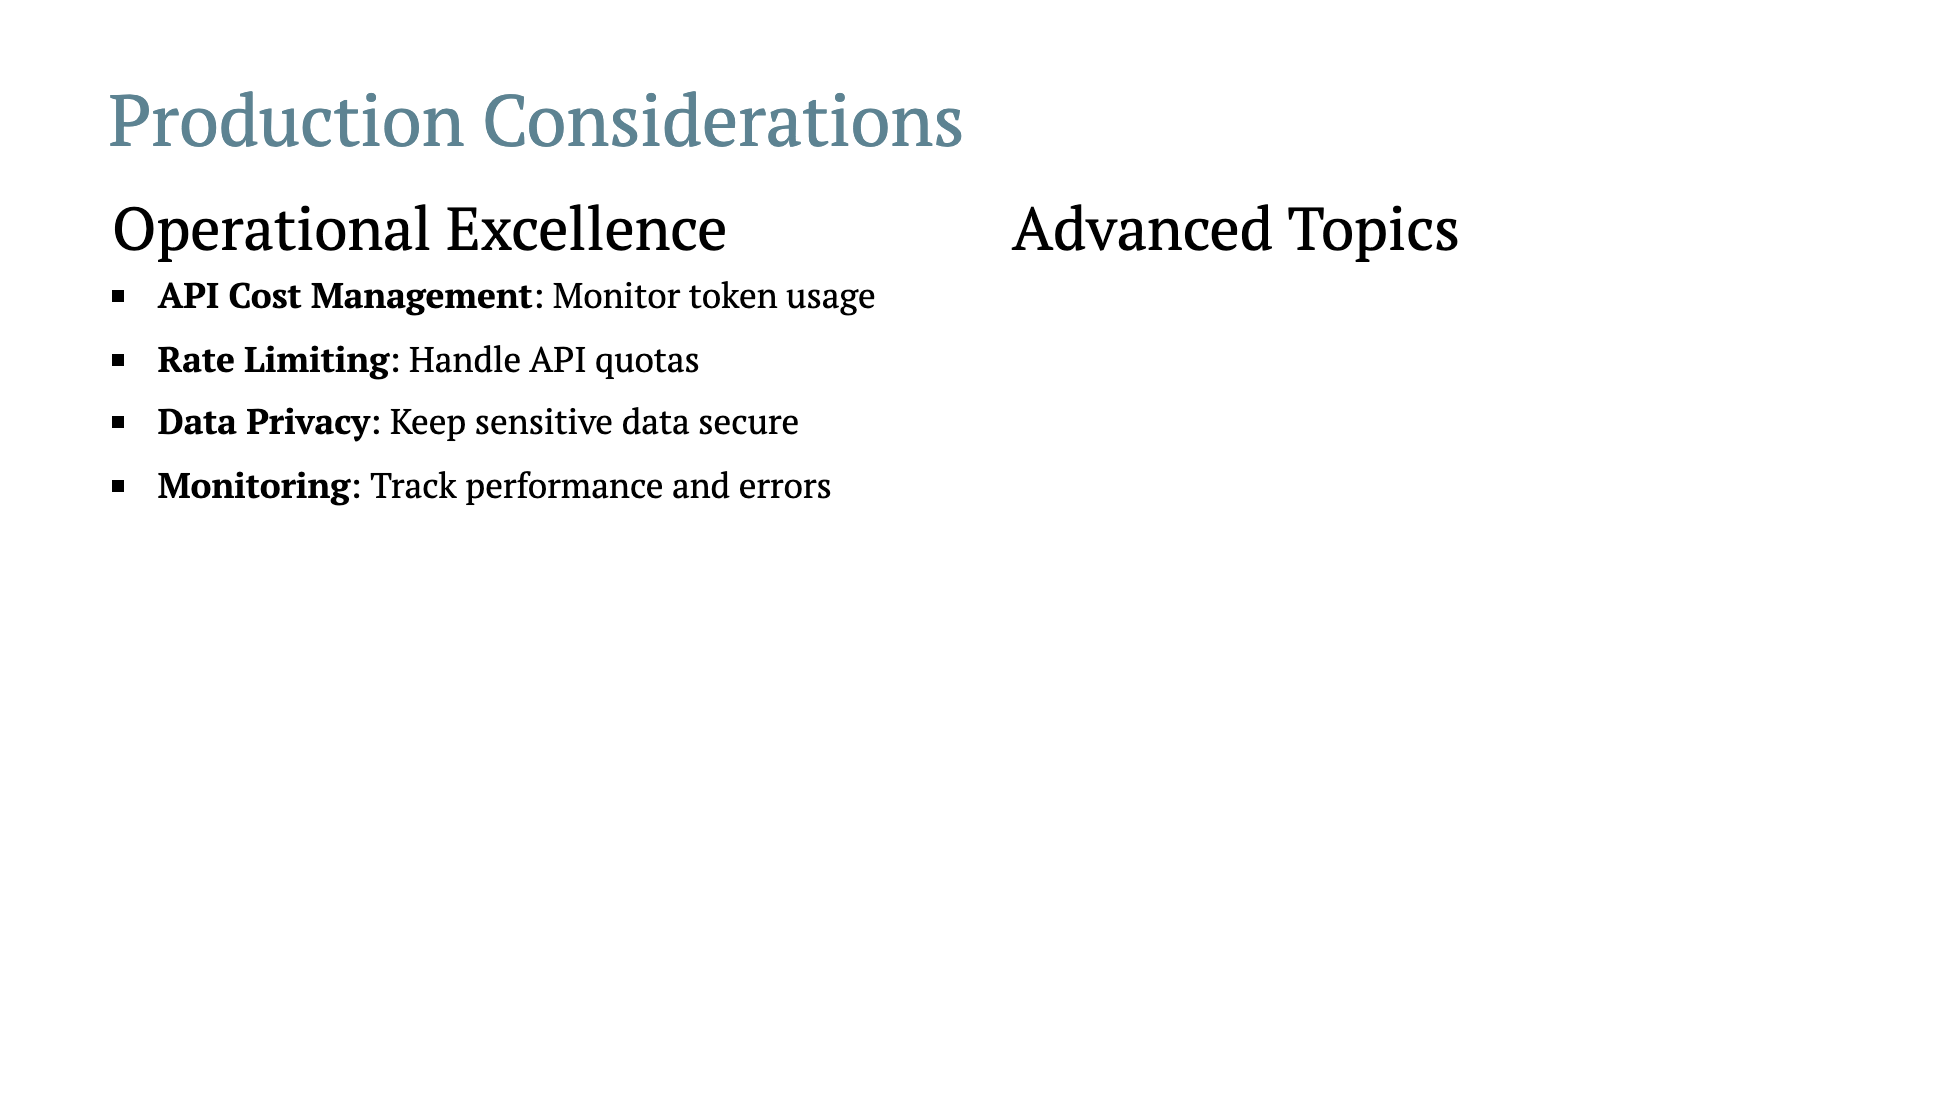 Production Considerations
Operational Excellence
▪ API Cost Management: Monitor token usage
▪ Rate Limiting: Handle API quotas
▪ Data Privacy: Keep sensitive data secure
▪ Monitoring: Track performance and errors
Advanced Topics